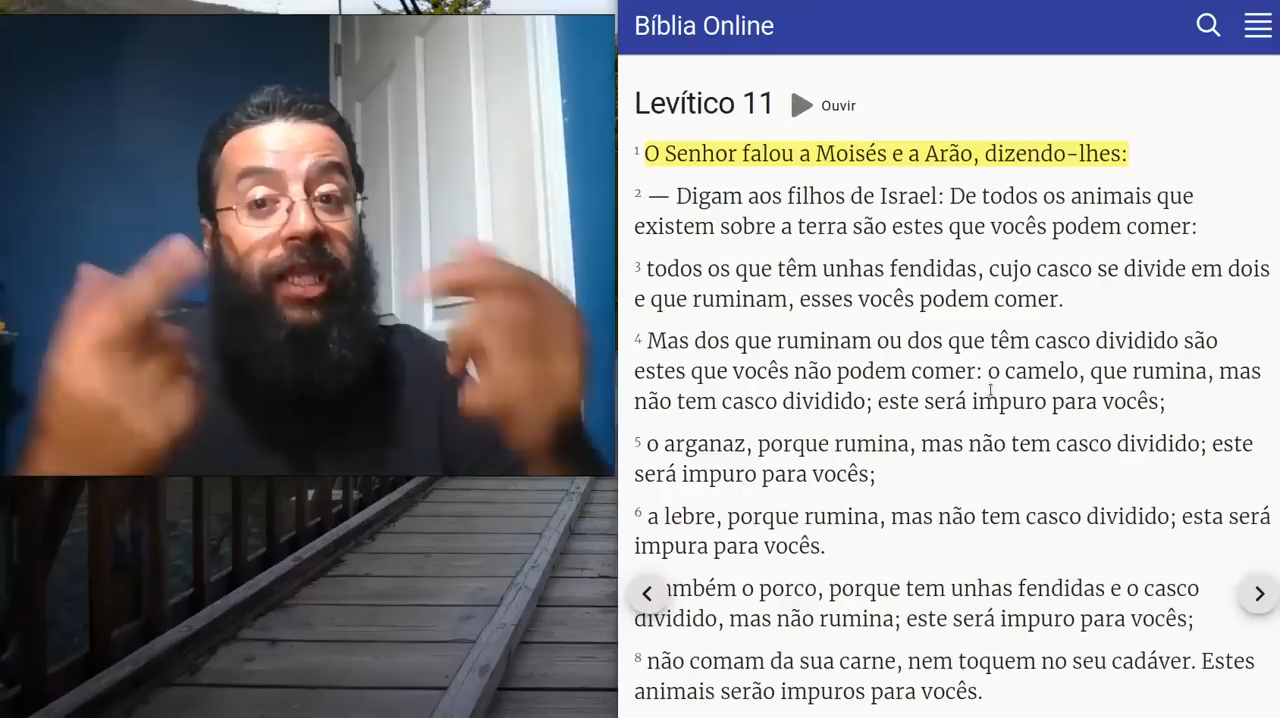 Bíblia Online
Levítico 11 Ouvir
1 O Senhor falou a Moisés e a Arão, dizendo-lhes:
2 — Digam aos filhos de Israel: De todos os animais que
existem sobre a terra são estes que vocês podem comer:
3 todos os que têm unhas fendidas, cujo casco se divide em dois
e que ruminam, esses vocês podem comer.
4 Mas dos que ruminam ou dos que têm casco dividido são
estes que vocês não podem comer: o camelo, que rumina, mas
não tem casco dividido; este será impuro para vocês;
5 o arganaz, porque rumina, mas não tem casco dividido; este
será impuro para vocês;
6 a lebre, porque rumina, mas não tem casco dividido; esta será
impura para vocês.
ambém o porco, porque tem unhas fendidas e o casco
dividido, mas não rumina; este será impuro para vocês;
8 não comam da sua carne, nem toquem no seu cadáver. Estes
animais serão impuros para vocês.